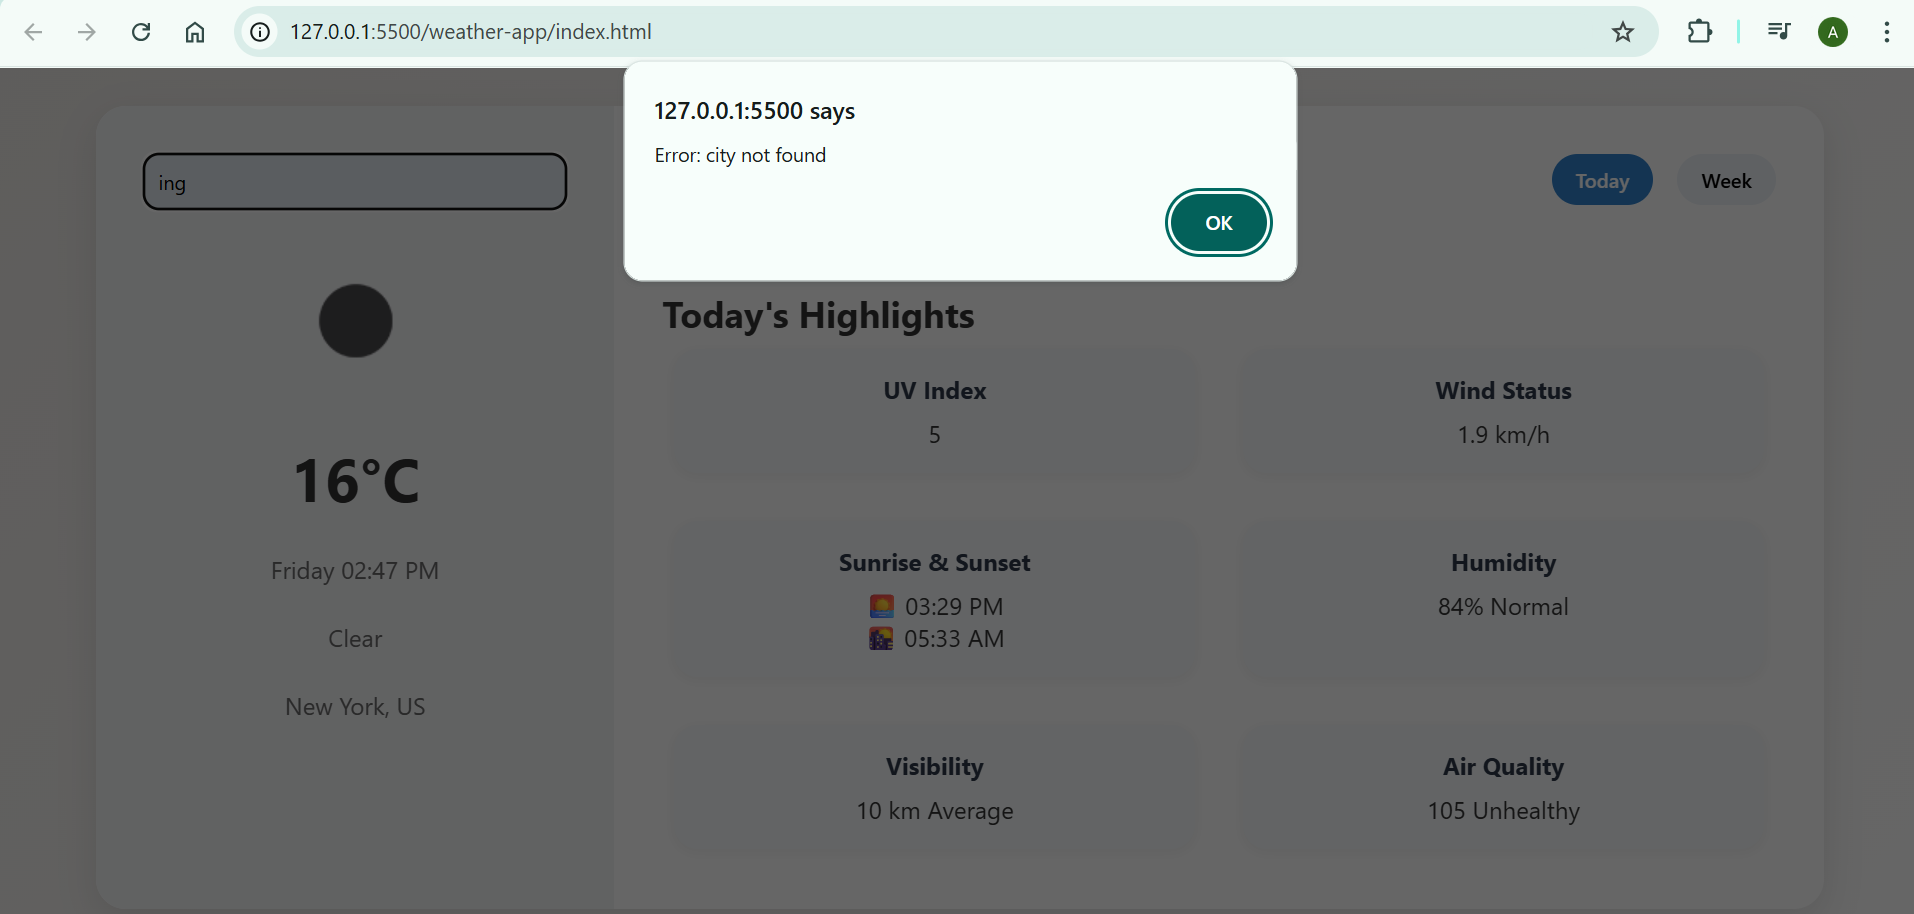 127.0.0.1:5500/weather-app/index.html
A
127.0.0.1:5500 says
Error: city not found
OK
ing
Today
Week
16°C
Friday 02:47 PM
Clear
New York, US
Today's Highlights
UV Index
5
Wind Status
1.9 km/h
Sunrise & Sunset
03:29 PM
05:33 AM
Humidity
84% Normal
Visibility
10 km Average
Air Quality
105 Unhealthy